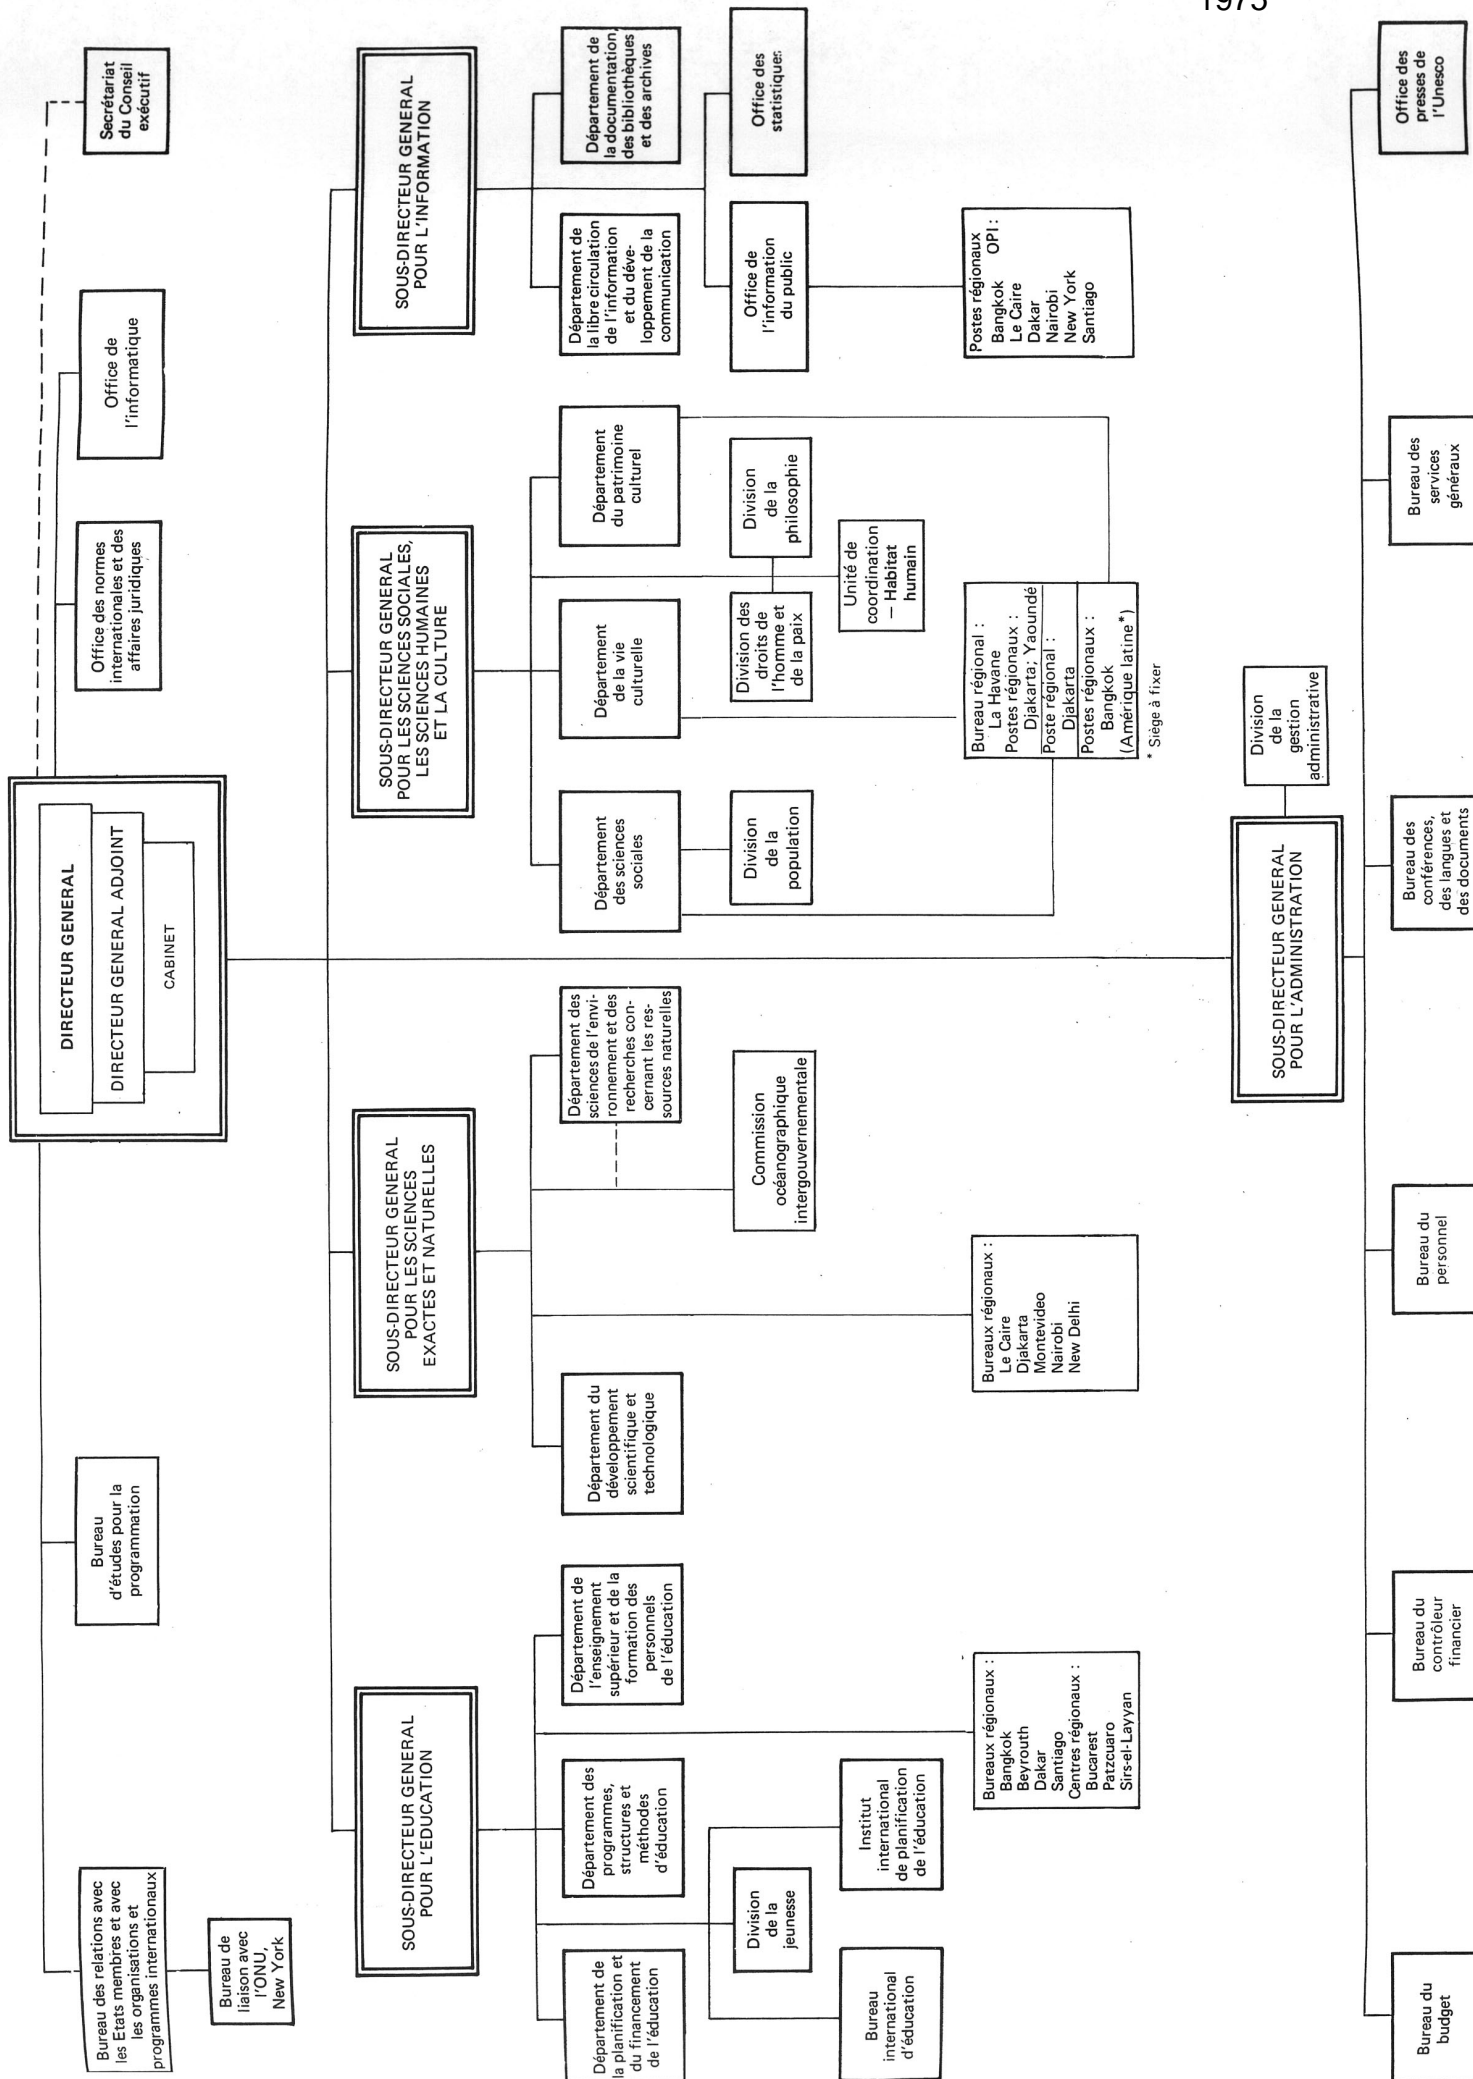 1975
DIRECTEUR GENERAL
DIRECTEUR GENERAL ADJOINT
CABINET
Bureau des relations avec
les Etats membres et avec
les organisations et
programmes internationaux
Bureau de
liaison avec
l'ONU,
New York
Bureau
d'études pour la
programmation
Office des normes
internationales et des
affaires juridiques
Office de
l'informatique
Secrétariat
du Conseil
exécutif
SOUS-DIRECTEUR GENERAL
POUR L'EDUCATION
Département de
la planification et
du financement
de l'éducation
Département des
programmes,
structures et
méthodes
d'éducation
Département de
l'enseignement
supérieur et de la
formation des
personnels
de l'éducation
Division
de la
jeunesse
Bureau
international
d'éducation
Institut
international
de planification
de l'éducation
Bureaux régionaux :
Bangkok
Beyrouth
Dakar
Santiago
Centres régionaux :
Bucarest
Patzcuaro
Sirs-el-Layyan
SOUS-DIRECTEUR GENERAL
POUR LES SCIENCES
EXACTES ET NATURELLES
Département du
développement
scientifique et
technologique
Département des
sciences de l'envi-
ronnement et des
recherches con-
cernant les res-
sources naturelles
Commission
océanographique
intergouvernementale
Bureaux régionaux :
Le Caire
Djakarta
Montevideo
Nairobi
New Delhi
SOUS-DIRECTEUR GENERAL
POUR LES SCIENCES SOCIALES,
LES SCIENCES HUMAINES
ET LA CULTURE
Département
des sciences
sociales
Département
de la vie
culturelle
Département
du patrimoine
culturel
Division
de la
population
Division des
droits de
l'homme et
de la paix
Division
de la
philosophie
Unité de
coordination
— Habitat
humain
Bureau régional :
La Havane
Postes régionaux :
Djakarta; Yaoundé
Poste régional :
Djakarta
Postes régionaux :
Bangkok
(Amérique latine*)
* Siège à fixer
SOUS-DIRECTEUR GENERAL
POUR L'INFORMATION
Département de
la libre circulation
de l'information
et du déve-
loppement de la
communication
Département de
la documentation,
des bibliothèques
et des archives
Office de
l'information
du public
Office des
statistiques
Postes régionaux
OPI :
Bangkok
Le Caire
Dakar
Nairobi
New York
Santiago
SOUS-DIRECTEUR GENERAL
POUR L'ADMINISTRATION
Division
de la
gestion
administrative
Bureau du
budget
Bureau du
contrôleur
financier
Bureau du
personnel
Bureau des
conférences,
des langues et
des documents
Bureau des
services
généraux
Office des
presses de
l'Unesco